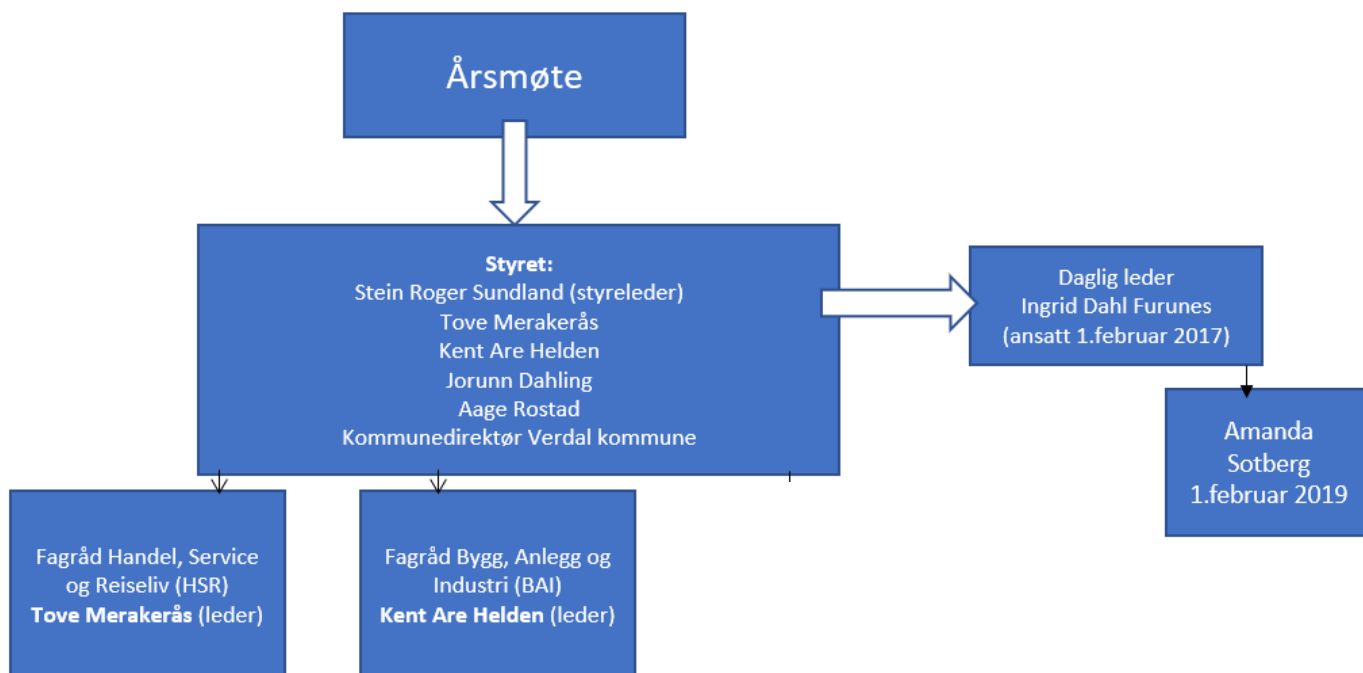 Årsmøte
Styret:
Stein Roger Sundland (styreleder)
Tove Merakerås
Kent Are Helden
Jorunn Dahling
Aage Rostad
Kommunedirektør Verdal kommune
Daglig leder
Ingrid Dahl Furunes
(ansatt 1.februar 2017)
Amanda
Sotberg
1.februar 2019
Fagråd Handel, Service
og Reiseliv (HSR)
Tove Merakerås (leder)
Fagråd Bygg, Anlegg og
Industri (BAI)
Kent Are Helden (leder)